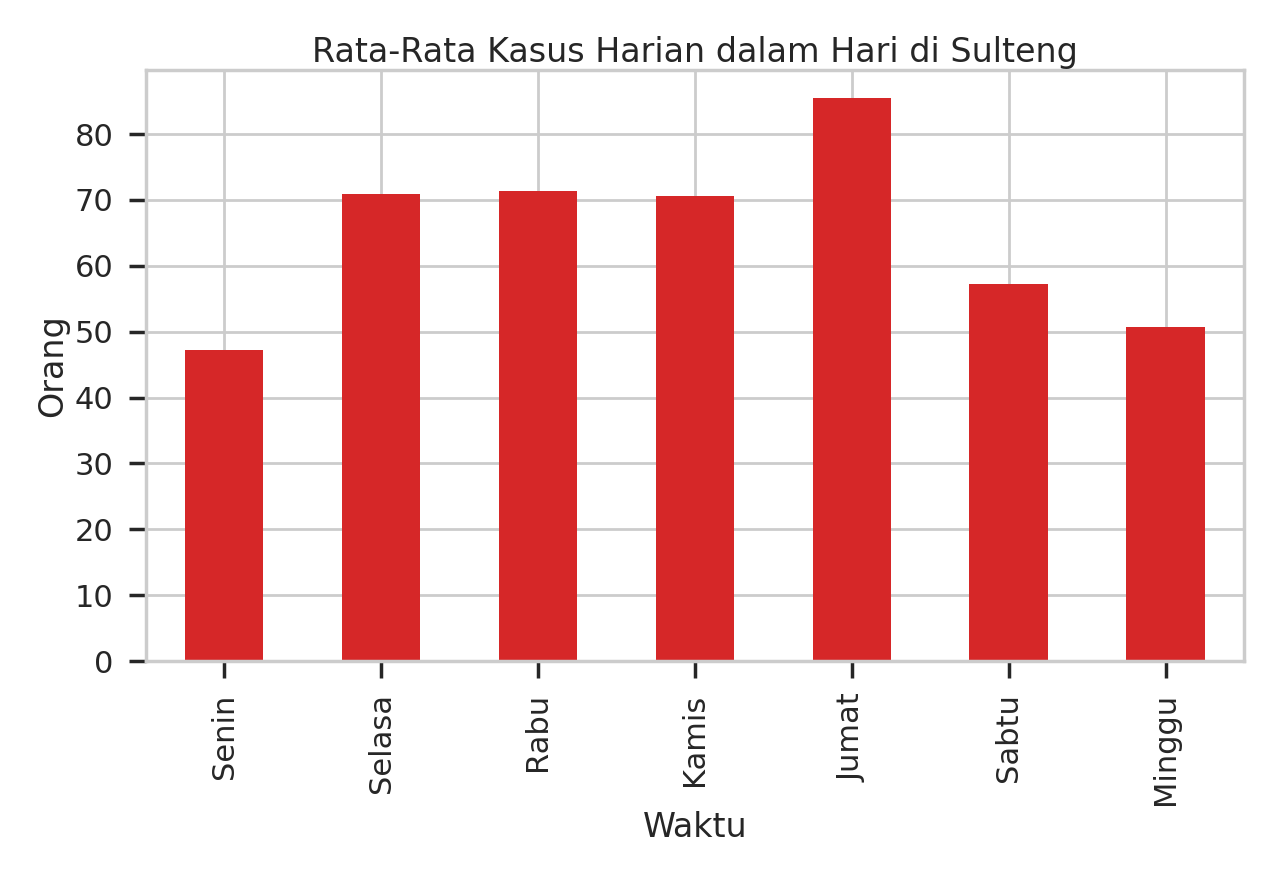 Rata-Rata Kasus Harian dalam Hari di Sulteng
Orang
80
70
60
50
40
30
20
10
0
Senin
Selasa
Rabu
Kamis
Jumat
Sabtu
Minggu
Waktu